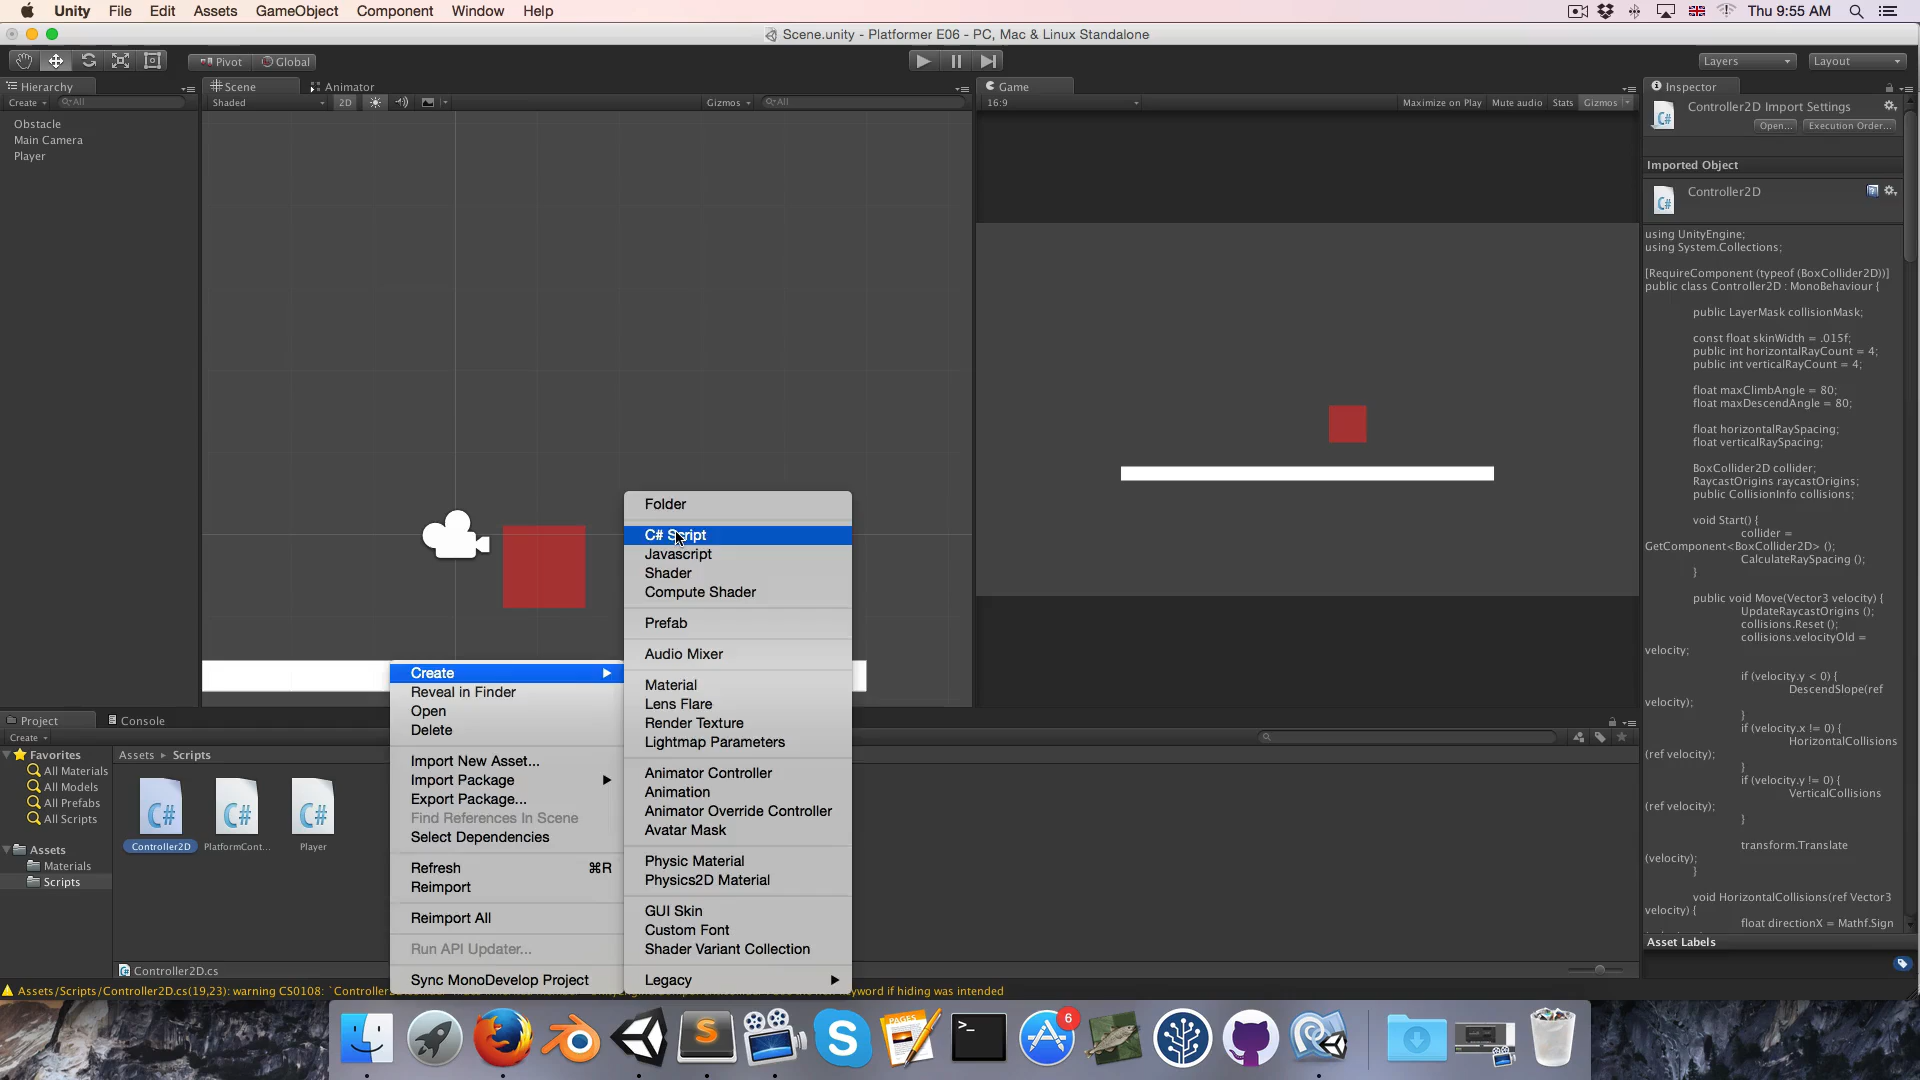 Unity File Edit Assets GameObject Component Window Help
Thu 9:55 AM
Scene.unity - Platformer E06 - PC, Mac & Linux Standalone
Pivot Global
Layers Layout
Hierarchy
Create All
Obstacle
Main Camera
Player
Scene Animator
Shaded 2D Gizmos All
Game
16:9 Maximize on Play Mute audio Stats Gizmos
Inspector
Controller2D Import Settings
Open... Execution Order...
Imported Object
Controller2D
using UnityEngine;
using System.Collections;
[RequireComponent (typeof (BoxCollider2D))]
public class Controller2D : MonoBehaviour {
public LayerMask collisionMask;
const float skinWidth = .015f;
public int horizontalRayCount = 4;
public int verticalRayCount = 4;
float maxClimbAngle = 80;
float maxDescendAngle = 80;
float horizontalRaySpacing;
float verticalRaySpacing;
BoxCollider2D collider;
RaycastOrigins raycastOrigins;
public CollisionInfo collisions;
void Start() {
collider =
GetComponent<BoxCollider2D> ();
CalculateRaySpacing ();
}
public void Move(Vector3 velocity) {
UpdateRaycastOrigins ();
collisions.Reset ();
collisions.velocityOld =
velocity;
if (velocity.y < 0) {
DescendSlope(ref
velocity);
}
if (velocity.x != 0) {
HorizontalCollisions
(ref velocity);
}
if (velocity.y != 0) {
VerticalCollisions
(ref velocity);
}
transform.Translate
(velocity);
}
void HorizontalCollisions(ref Vector3
velocity) {
float directionX = Mathf.Sign
Asset Labels
Folder
C# Script
Javascript
Shader
Compute Shader
Prefab
Audio Mixer
Material
Lens Flare
Render Texture
Lightmap Parameters
Animator Controller
Animation
Animator Override Controller
Avatar Mask
Physic Material
Physics2D Material
GUI Skin
Custom Font
Shader Variant Collection
Legacy
Create
Reveal in Finder
Open
Delete
Import New Asset...
Import Package
Export Package...
Find References In Scene
Select Dependencies
Refresh ⌘R
Reimport
Reimport All
Run API Updater...
Sync MonoDevelop Project
Project Console
Create
Favorites
All Materials
All Models
All Prefabs
All Scripts
Assets
Materials
Scripts
Assets Scripts
C# C# C#
Controller2D PlatformCont... Player
Controller2D.cs
Assets/Scripts/Controller2D.cs(19,23): warning CS0108: `Controller2D
keyword if hiding was intended
PAGES
6